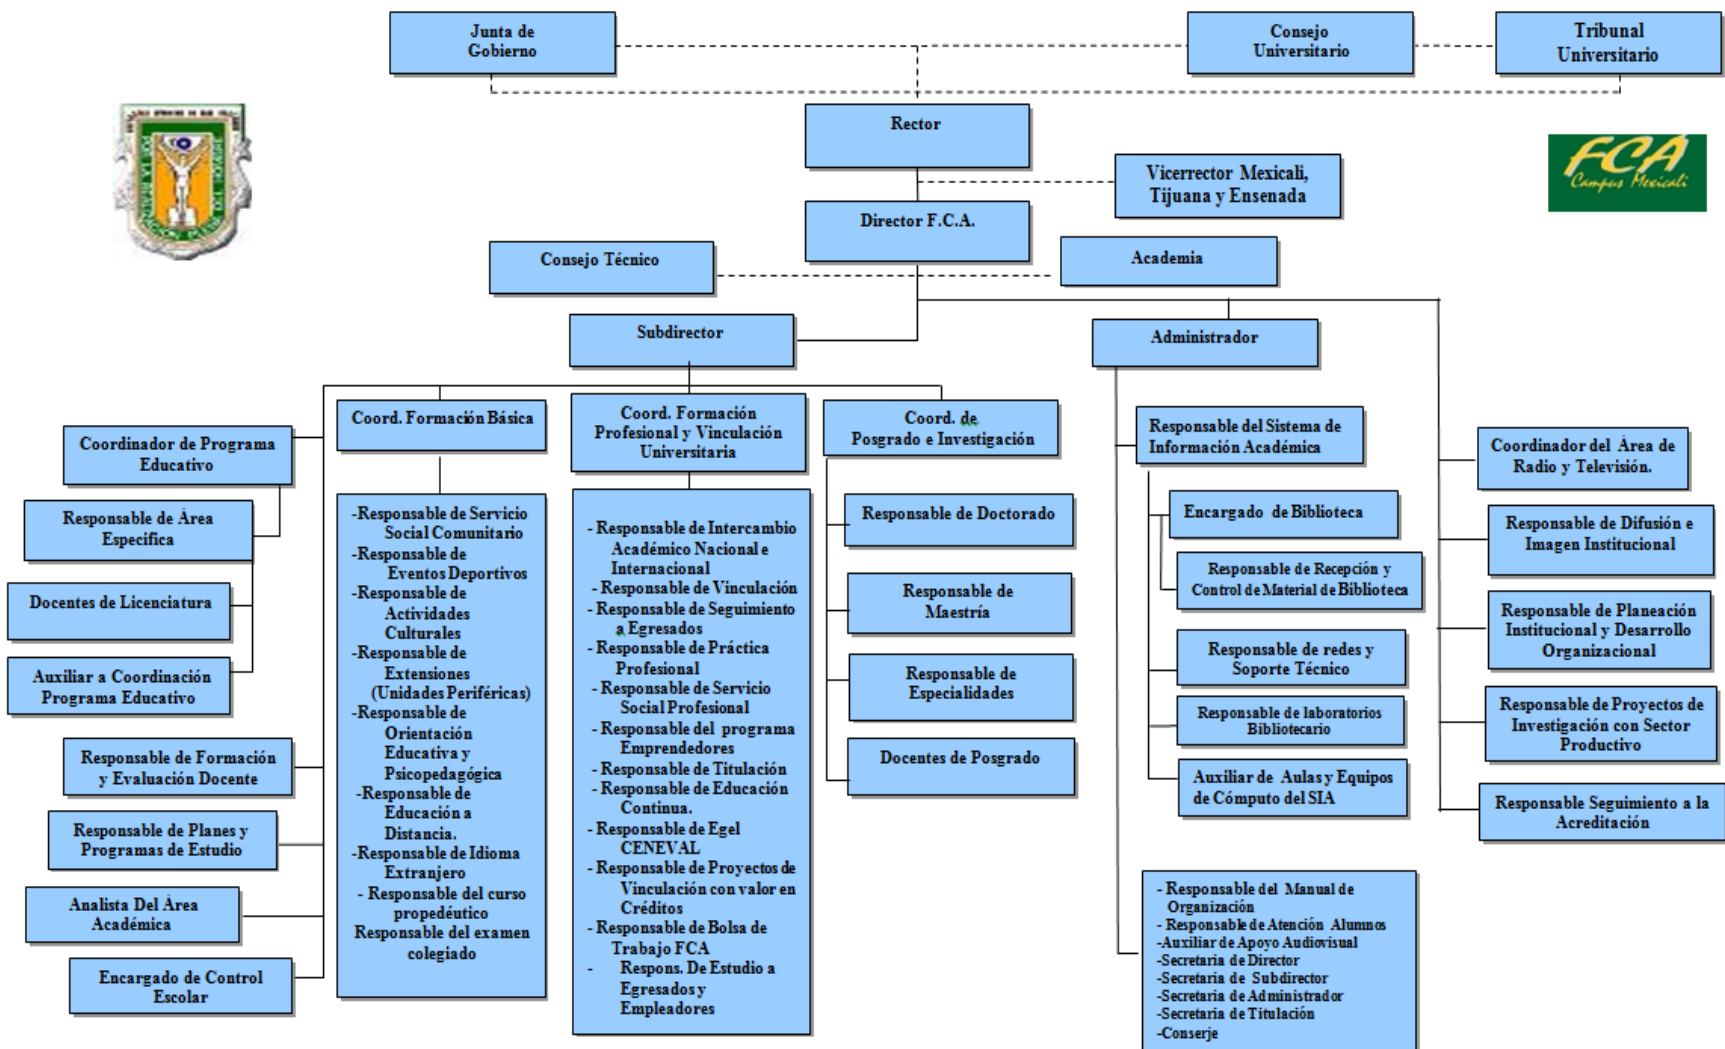 Junta de
Gobierno
Consejo
Universitario
Tribunal
Universitario
Rector
FCA
Campus Mexicali
Vicerrector Mexicali,
Tijuana y Ensenada
Director F.C.A.
Consejo Técnico
Academia
Subdirector
Administrador
Coordinador de Programa
Educativo
Responsable de Área
Especifica
Docentes de Licenciatura
Auxiliar a Coordinación
Programa Educativo
Responsable de Formación
y Evaluación Docente
Responsable de Planes y
Programas de Estudio
Analista Del Área
Académica
Encargado de Control
Escolar
Coord. Formación Básica
-Responsable de Servicio
Social Comunitario
-Responsable de
Eventos Deportivos
-Responsable de
Actividades
Culturales
-Responsable de
Extensiones
(Unidades Periféricas)
-Responsable de
Orientación
Educativa y
Psicopedagógica
-Responsable de
Educación a
Distancia.
-Responsable de Idioma
Extranjero
- Responsable del curso
propedéutico
Responsable del examen
colegiado
Coord. Formación
Profesional y Vinculación
Universitaria
- Responsable de Intercambio
Académico Nacional e
Internacional
- Responsable de Vinculación
- Responsable de Seguimiento
a Egresados
- Responsable de Práctica
Profesional
- Responsable de Servicio
Social Profesional
- Responsable del programa
Emprendedores
- Responsable de Titulación
- Responsable de Educación
Continua.
- Responsable de Egel
CENEVAL
- Responsable de Proyectos de
Vinculación con valor en
Créditos
- Responsable de Bolsa de
Trabajo FCA
- Respons. De Estudio a
Egresados y
Empleadores
Coord. de
Posgrado e Investigación
Responsable de Doctorado
Responsable de
Maestría
Responsable de
Especialidades
Docentes de Posgrado
Responsable del Sistema de
Información Académica
Encargado de Biblioteca
Responsable de Recepción y
Control de Material de Biblioteca
Responsable de redes y
Soporte Técnico
Responsable de laboratorios
Bibliotecario
Auxiliar de Aulas y Equipos
de Cómputo del SIA
- Responsable del Manual de
Organización
- Responsable de Atención Alumnos
-Auxiliar de Apoyo Audiovisual
-Secretaria de Director
-Secretaria de Subdirector
-Secretaria de Administrador
-Secretaria de Titulación
-Conserje
Coordinador del Área de
Radio y Televisión.
Responsable de Difusión e
Imagen Institucional
Responsable de Planeación
Institucional y Desarrollo
Organizacional
Responsable de Proyectos de
Investigación con Sector
Productivo
Responsable Seguimiento a la
Acreditación